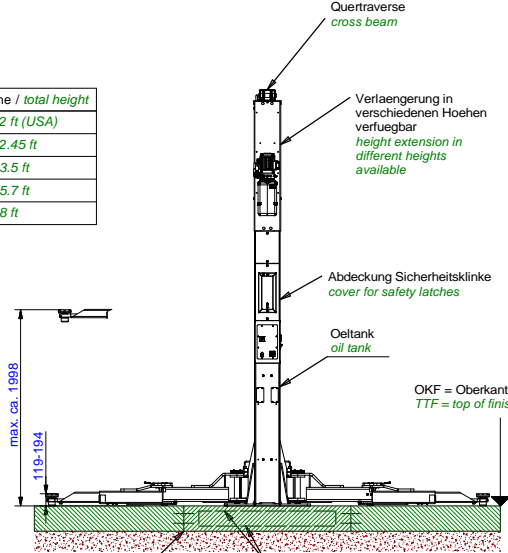 Quertraverse
cross beam
ne / total height
2 ft (USA)
2.45 ft
3.5 ft
5.7 ft
8 ft
Verlaengerung in
verschiedenen Hoehen
verfuegbar
height extension in
different heights
available
Abdeckung Sicherheitsklinke
cover for safety latches
Oeltank
oil tank
max. ca. 1998
119-194
OKF = Oberkant
TTF = top of finis